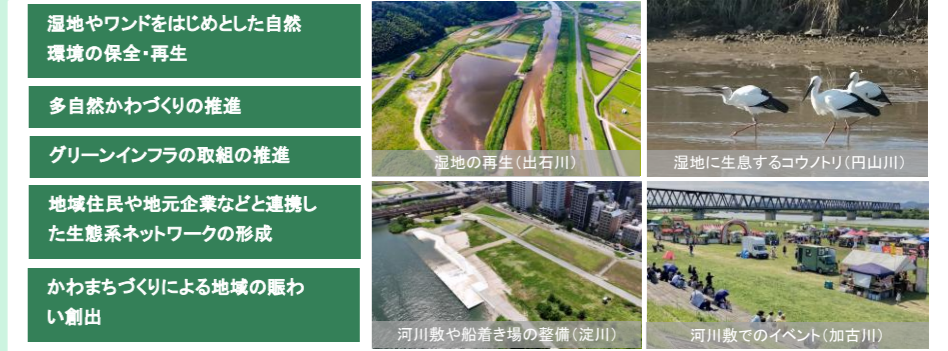 湿地やワンドをはじめとした自然
環境の保全・再生
多自然かわづくりの推進
グリーンインフラの取組の推進
地域住民や地元企業などと連携し
た生態系ネットワークの形成
かわまちづくりによる地域の賑わ
い創出
湿地の再生（出石川）
湿地に生息するコウノトリ（円山川）
河川敷や船着き場の整備（淀川）
河川敷でのイベント（加古川）